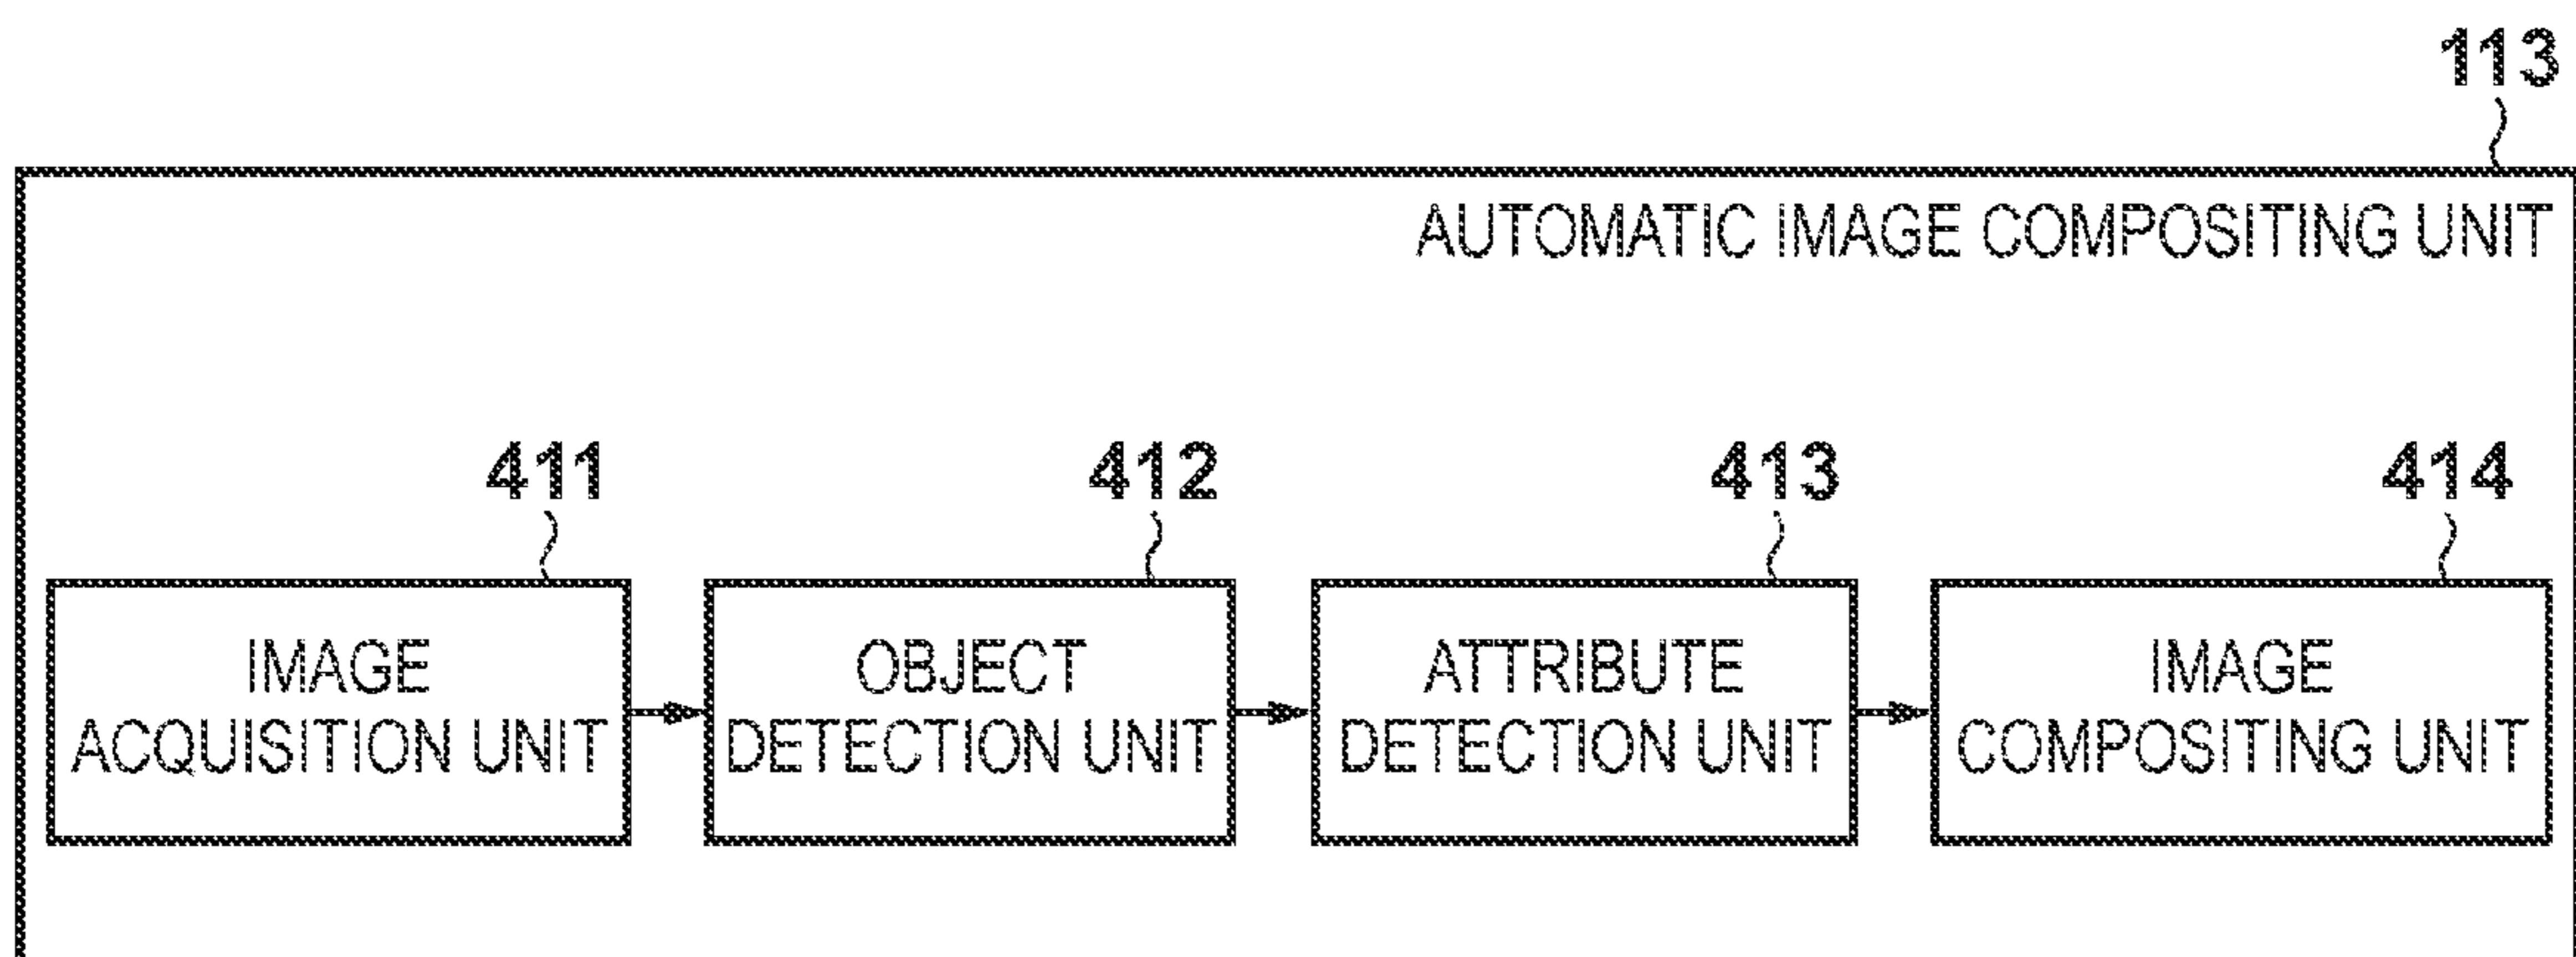 113
AUTOMATIC IMAGE COMPOSITING UNIT
411
412
413
414
IMAGE
ACQUISITION UNIT
OBJECT
DETECTION UNIT
ATTRIBUTE
DETECTION UNIT
IMAGE
COMPOSITING UNIT